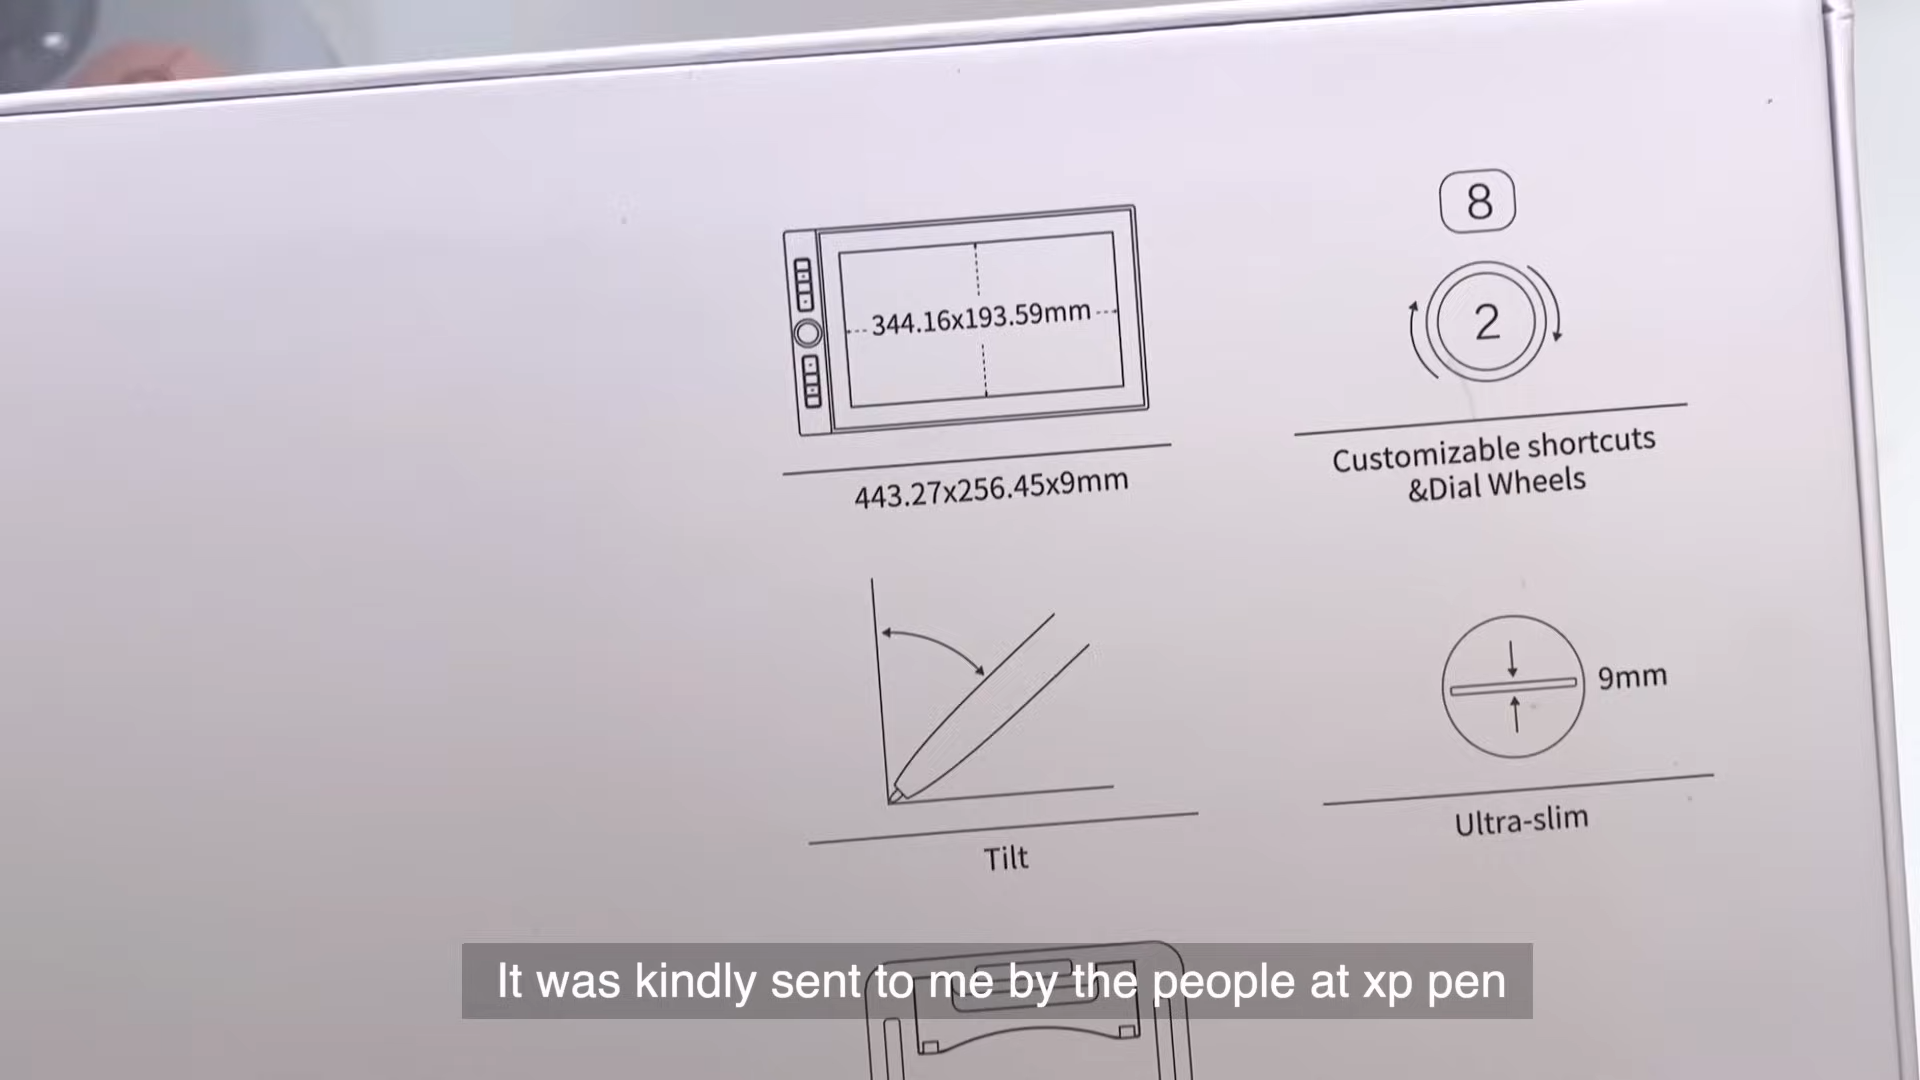 344.16x193.59mm
443.27x256.45x9mm
8
2
Customizable shortcuts
&Dial Wheels
Tilt
9mm
Ultra-slim
It was kindly sent to me by the people at xp pen